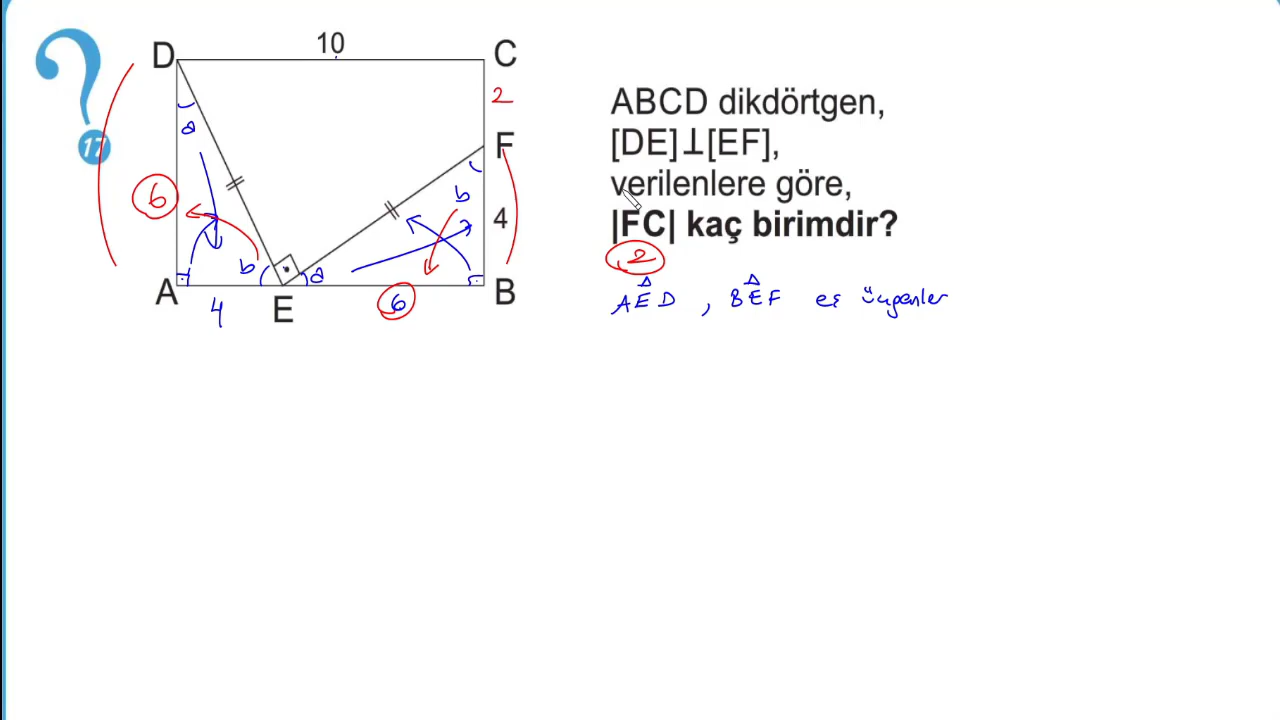 10
D
C
2
a
17
F
6
b
4
b
a
A
4
E
6
B
ABCD dikdörtgen,
[DE]⊥[EF],
verilenlere göre,
|FC| kaç birimdir?
2
AED , BEF eş üçgenler